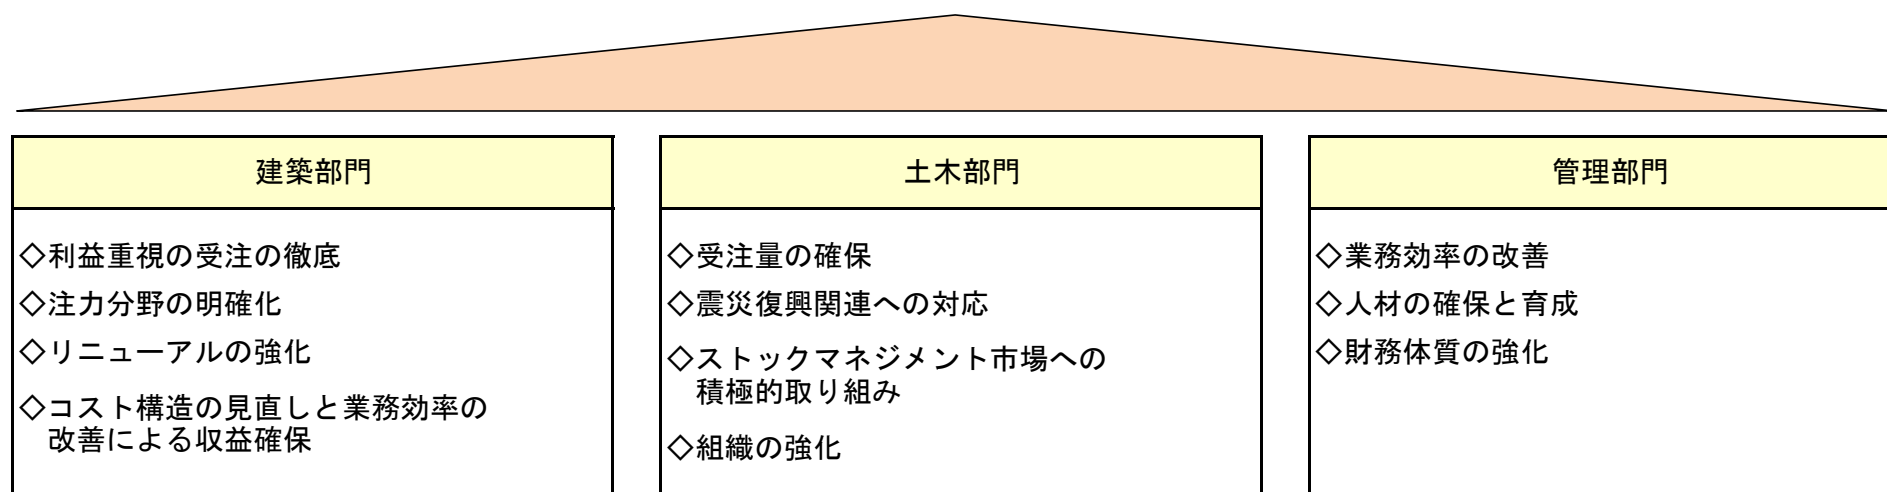 建築部門
◇利益重視の受注の徹底
◇注力分野の明確化
◇リニューアルの強化
◇コスト構造の見直しと業務効率の
改善による収益確保
土木部門
◇受注量の確保
◇震災復興関連への対応
◇ストックマネジメント市場への
積極的取り組み
◇組織の強化
管理部門
◇業務効率の改善
◇人材の確保と育成
◇財務体質の強化